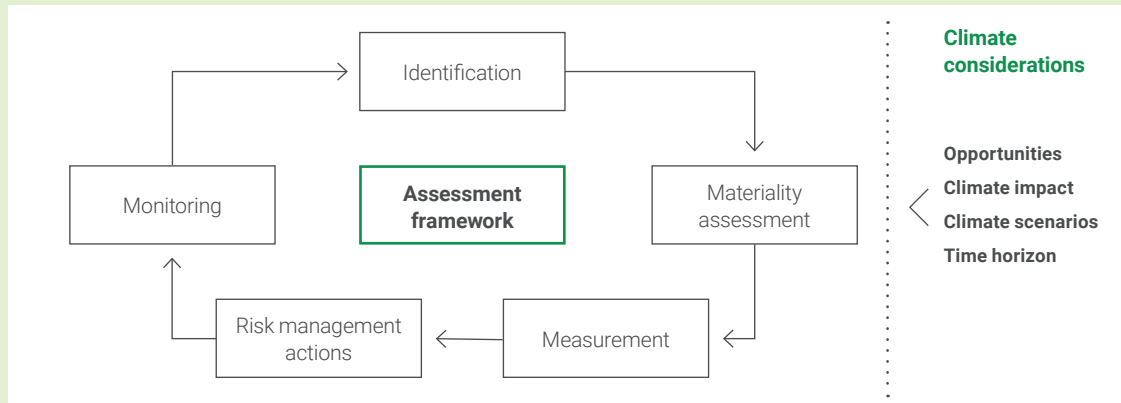 Identification
Monitoring
Assessment
framework
Materiality
assessment
Risk management
actions
Measurement
Climate
considerations
Opportunities
Climate impact
Climate scenarios
Time horizon